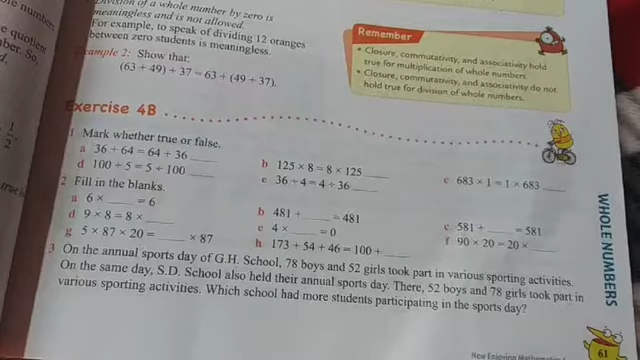 Division of a whole number by zero is
meaningless and is not allowed.
For example, to speak of dividing 12 oranges
between zero students is meaningless.
Example 2: Show that:
(63 + 49) + 37 = 63 + (49 + 37).
Remember
• Closure, commutativity, and associativity hold
true for multiplication of whole numbers.
• Closure, commutativity, and associativity do not
hold true for division of whole numbers.
Exercise 4B
1 Mark whether true or false.
a 36 + 64 = 64 + 36 ____ b 125 × 8 = 8 × 125 ____ c 683 × 1 = 1 × 683 ____
d 100 ÷ 5 = 5 ÷ 100 ____ e 36 ÷ 4 = 4 ÷ 36 ____
2 Fill in the blanks.
a 6 × ____ = 6 b 481 + ____ = 481 c 581 ÷ ____ = 581
d 9 × 8 = 8 × ____ e 4 × ____ = 0 f 90 × 20 = 20 × ____
g 5 × 87 × 20 = ____ × 87 h 173 + 54 + 46 = 100 + ____
3 On the annual sports day of G.H. School, 78 boys and 52 girls took part in various sporting activities.
On the same day, S.D. School also held their annual sports day. There, 52 boys and 78 girls took part in
various sporting activities. Which school had more students participating in the sports day?
WHOLE NUMBERS
New Enjoying
61
quotient
1
2